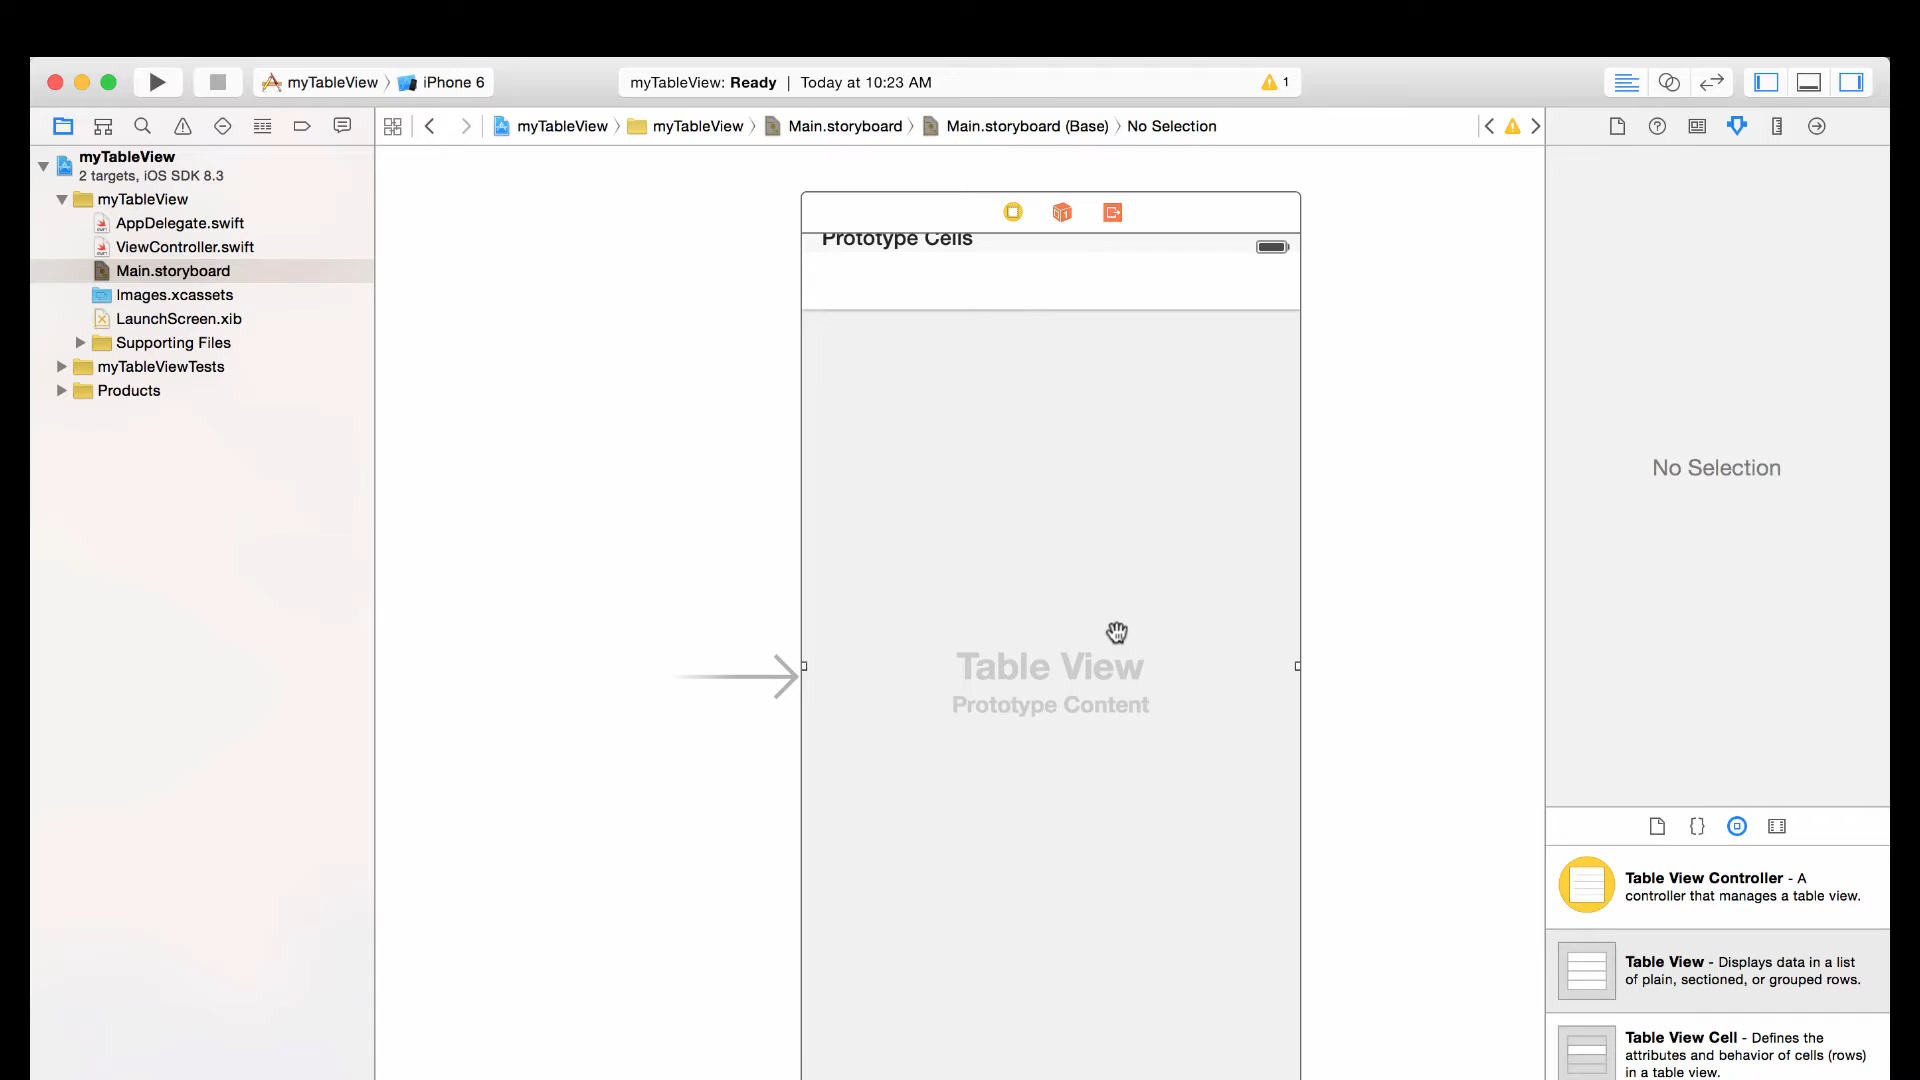 myTableView
iPhone 6
myTableView: Ready | Today at 10:23 AM
1
myTableView
myTableView
Main.storyboard
Main.storyboard (Base)
No Selection
myTableView
2 targets, iOS SDK 8.3
myTableView
AppDelegate.swift
ViewController.swift
Main.storyboard
Images.xcassets
LaunchScreen.xib
Supporting Files
myTableViewTests
Products
Prototype Cells
Table View
Prototype Content
No Selection
Table View Controller - A
controller that manages a table view.
Table View - Displays data in a list
of plain, sectioned, or grouped rows.
Table View Cell - Defines the
attributes and behavior of cells (rows)
in a table view.